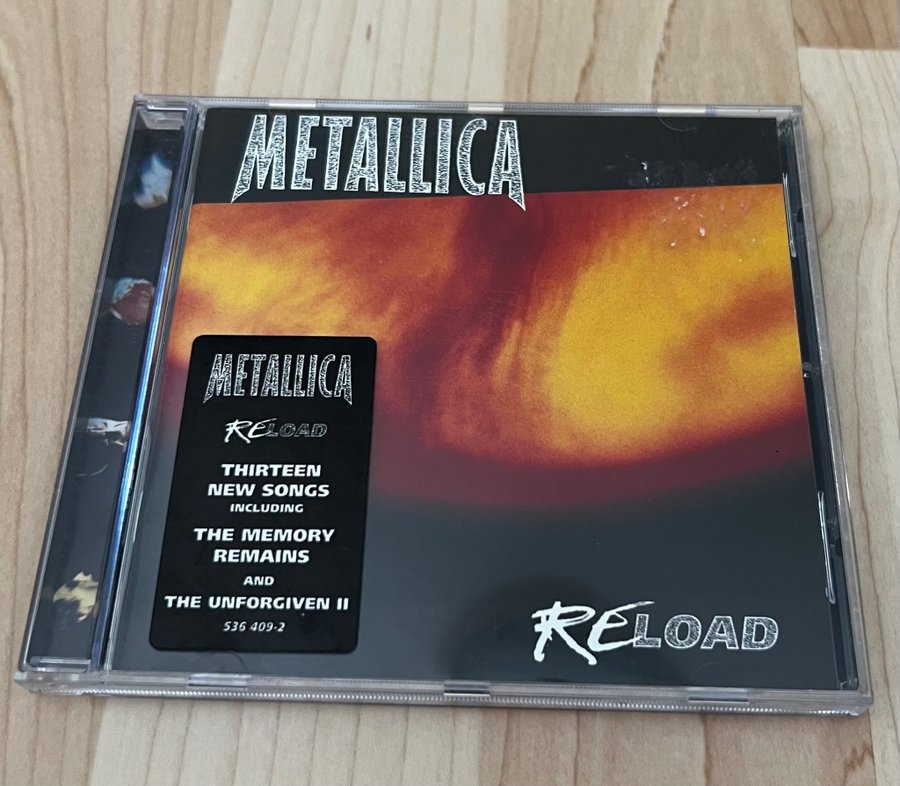 METALLICA
METALLICA
RELOAD
THIRTEEN
NEW SONGS
INCLUDING
THE MEMORY
REMAINS
AND
THE UNFORGIVEN II
536 409-2
RELOAD